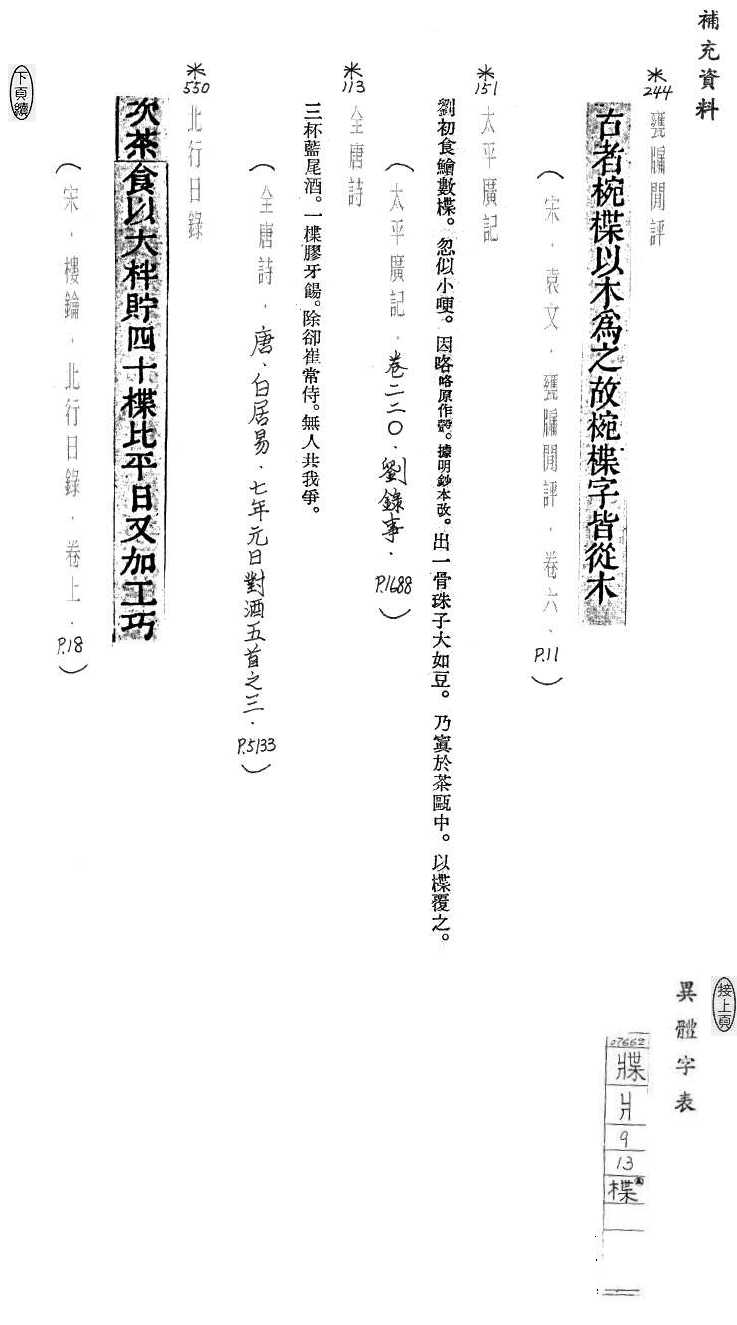 補充資料
*244
甕牖閒評
古者椀楪以木為之故椀楪字皆從木
（宋．袁文．甕牖閒評．卷六．P.11）
*151
太平廣記
劉初食鱠數楪。忽似小哽。因咯咯原作髂。據明鈔本改。出一骨珠子大如豆。乃寘於茶甌中。以楪覆之。
（太平廣記．卷二二〇．劉錄事．P.1688）
*113
全唐詩
三杯藍尾酒。一楪膠牙餳。除卻崔常侍。無人共我爭。
（全唐詩．唐．白居易．七年元日對酒五首之三．P.5133）
*550
北行日錄
次茶食以大柈貯四十楪比平日又加工巧
（宋．樓鑰．北行日錄．卷上．P.18）
下頁續
接上頁
異體字表
07662
牒
爿
9
13
楪